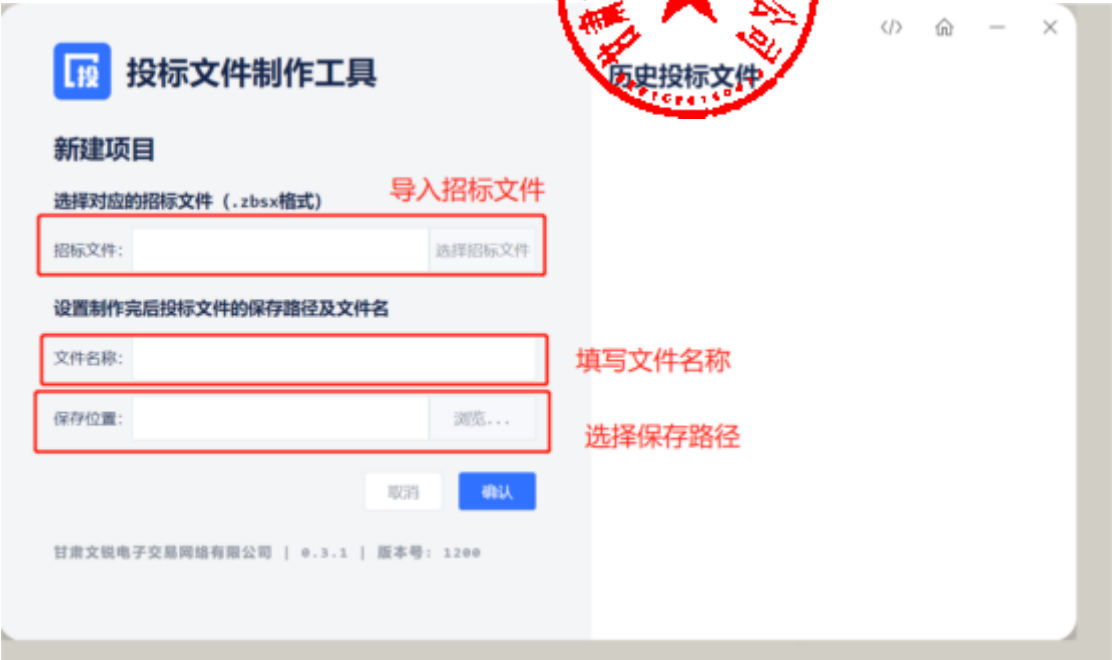 投标文件制作工具
历史投标文件
新建项目
选择对应的招标文件（.zbsx格式）
导入招标文件
招标文件：
选择招标文件
设置制作完后投标文件的保存路径及文件名
文件名称：
填写文件名称
保存位置：
浏览...
选择保存路径
取消
确认
甘肃文锐电子交易网络有限公司 | 0.3.1 | 版本号: 1200